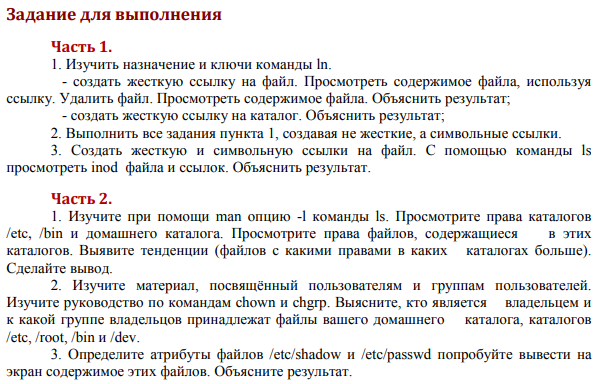 Задание для выполнения
Часть 1.
1. Изучить назначение и ключи команды ln.
- создать жесткую ссылку на файл. Просмотреть содержимое файла, используя
ссылку. Удалить файл. Просмотреть содержимое файла. Объяснить результат;
- создать жесткую ссылку на каталог. Объяснить результат;
2. Выполнить все задания пункта 1, создавая не жесткие, а символьные ссылки.
3. Создать жесткую и символьную ссылки на файл. С помощью команды ls
просмотреть inod файла и ссылок. Объяснить результат.
Часть 2.
1. Изучите при помощи man опцию -l команды ls. Просмотрите права каталогов
/etc, /bin и домашнего каталога. Просмотрите права файлов, содержащиеся в этих
каталогах. Выявите тенденции (файлов с какими правами в каких каталогах больше).
Сделайте вывод.
2. Изучите материал, посвящённый пользователям и группам пользователей.
Изучите руководство по командам chown и chgrp. Выясните, кто является владельцем и
к какой группе владельцев принадлежат файлы вашего домашнего каталога, каталогов
/etc, /root, /bin и /dev.
3. Определите атрибуты файлов /etc/shadow и /etc/passwd попробуйте вывести на
экран содержимое этих файлов. Объясните результат.